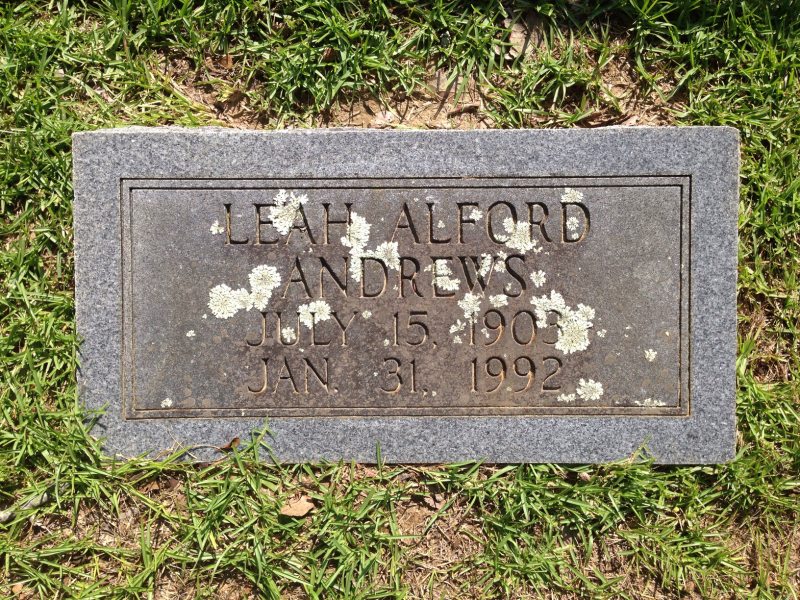 LEAH ALFORD
ANDREWS
JULY 15, 1903
JAN. 31, 1992